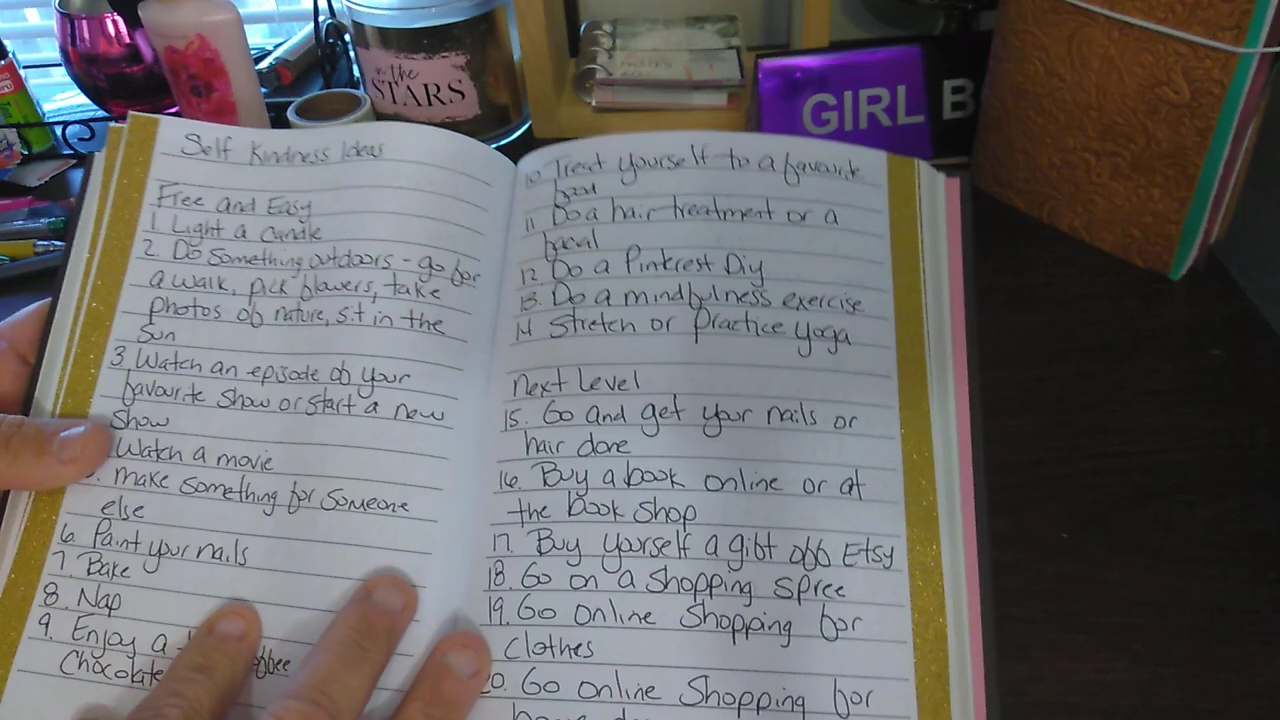 in the
STARS
NOTES
GIRL B
Self Kindness Ideas
Free and Easy
1. Light a Candle
2. Do Something outdoors - go for
a walk, pick flowers, take
photos of nature, sit in the
Sun
3. Watch an episode of your
favourite Show or start a new
Show
Watch a movie
make something for Someone
else
6. Paint your nails
7. Bake
8. Nap
9. Enjoy a
Chocolate
10. Treat yourself to a favourite
food
11. Do a hair treatment or a
facial
12. Do a Pinterest Diy
13. Do a mindfulness exercise
14 Stretch or practice yoga
Next Level
15. Go and get your nails or
hair done
16. Buy a book online or at
the book Shop
17. Buy yourself a gift off Etsy
18. Go on a Shopping Spree
19. Go Online Shopping for
Clothes
20. Go Online Shopping for